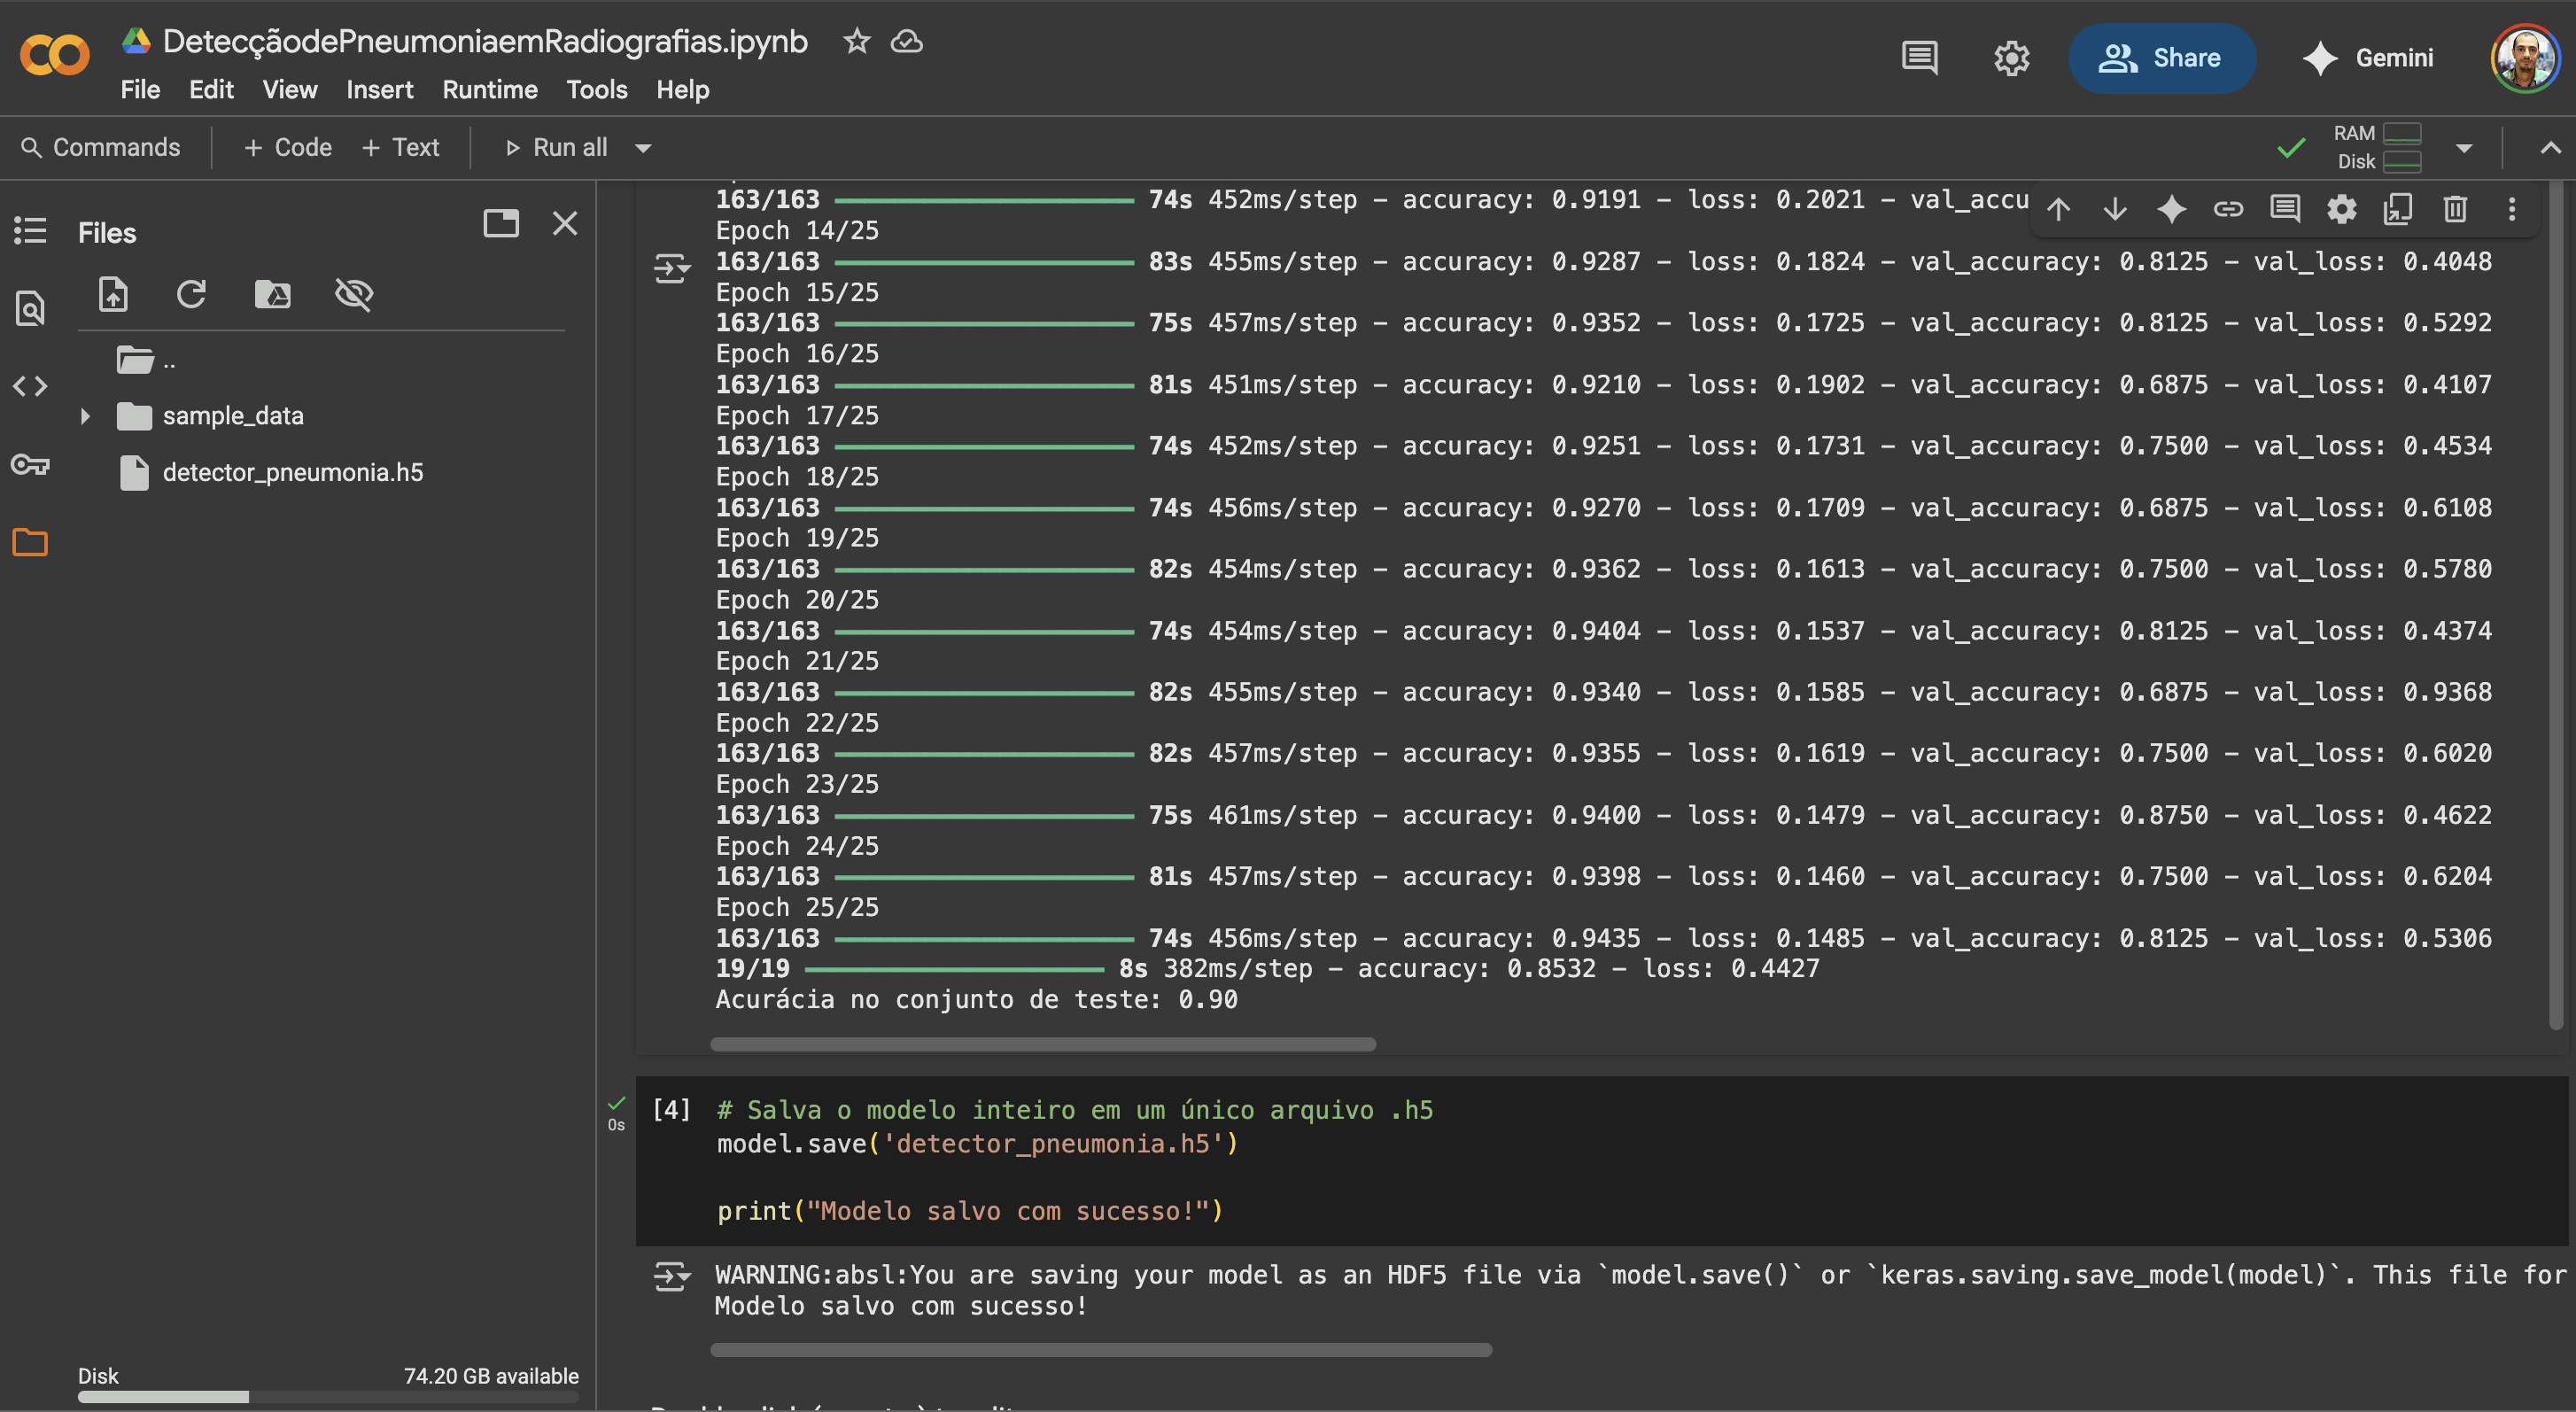 DetecçãodePneumoniaemRadiografias.ipynb
File Edit View Insert Runtime Tools Help
Share
Gemini
Commands + Code + Text Run all
RAM
Disk
Files
..
sample_data
detector_pneumonia.h5
Disk 74.20 GB available
163/163 74s 452ms/step - accuracy: 0.9191 - loss: 0.2021 - val_accu
Epoch 14/25
163/163 83s 455ms/step - accuracy: 0.9287 - loss: 0.1824 - val_accuracy: 0.8125 - val_loss: 0.4048
Epoch 15/25
163/163 75s 457ms/step - accuracy: 0.9352 - loss: 0.1725 - val_accuracy: 0.8125 - val_loss: 0.5292
Epoch 16/25
163/163 81s 451ms/step - accuracy: 0.9210 - loss: 0.1902 - val_accuracy: 0.6875 - val_loss: 0.4107
Epoch 17/25
163/163 74s 452ms/step - accuracy: 0.9251 - loss: 0.1731 - val_accuracy: 0.7500 - val_loss: 0.4534
Epoch 18/25
163/163 74s 456ms/step - accuracy: 0.9270 - loss: 0.1709 - val_accuracy: 0.6875 - val_loss: 0.6108
Epoch 19/25
163/163 82s 454ms/step - accuracy: 0.9362 - loss: 0.1613 - val_accuracy: 0.7500 - val_loss: 0.5780
Epoch 20/25
163/163 74s 454ms/step - accuracy: 0.9404 - loss: 0.1537 - val_accuracy: 0.8125 - val_loss: 0.4374
Epoch 21/25
163/163 82s 455ms/step - accuracy: 0.9340 - loss: 0.1585 - val_accuracy: 0.6875 - val_loss: 0.9368
Epoch 22/25
163/163 82s 457ms/step - accuracy: 0.9355 - loss: 0.1619 - val_accuracy: 0.7500 - val_loss: 0.6020
Epoch 23/25
163/163 75s 461ms/step - accuracy: 0.9400 - loss: 0.1479 - val_accuracy: 0.8750 - val_loss: 0.4622
Epoch 24/25
163/163 81s 457ms/step - accuracy: 0.9398 - loss: 0.1460 - val_accuracy: 0.7500 - val_loss: 0.6204
Epoch 25/25
163/163 74s 456ms/step - accuracy: 0.9435 - loss: 0.1485 - val_accuracy: 0.8125 - val_loss: 0.5306
19/19 8s 382ms/step - accuracy: 0.8532 - loss: 0.4427
Acurácia no conjunto de teste: 0.90
0s
[4] # Salva o modelo inteiro em um único arquivo .h5
model.save('detector_pneumonia.h5')
print("Modelo salvo com sucesso!")
WARNING:absl:You are saving your model as an HDF5 file via `model.save()` or `keras.saving.save_model(model)`. This file for
Modelo salvo com sucesso!